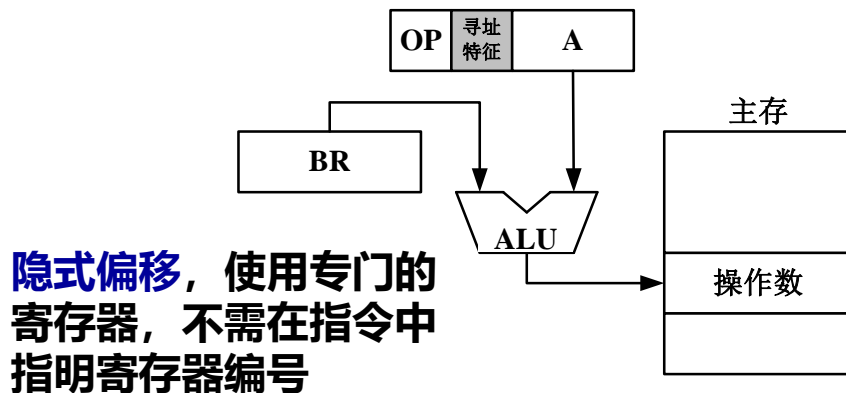 OP 寻址特征 A
主存
BR
ALU
操作数
隐式偏移，使用专门的
寄存器，不需在指令中
指明寄存器编号